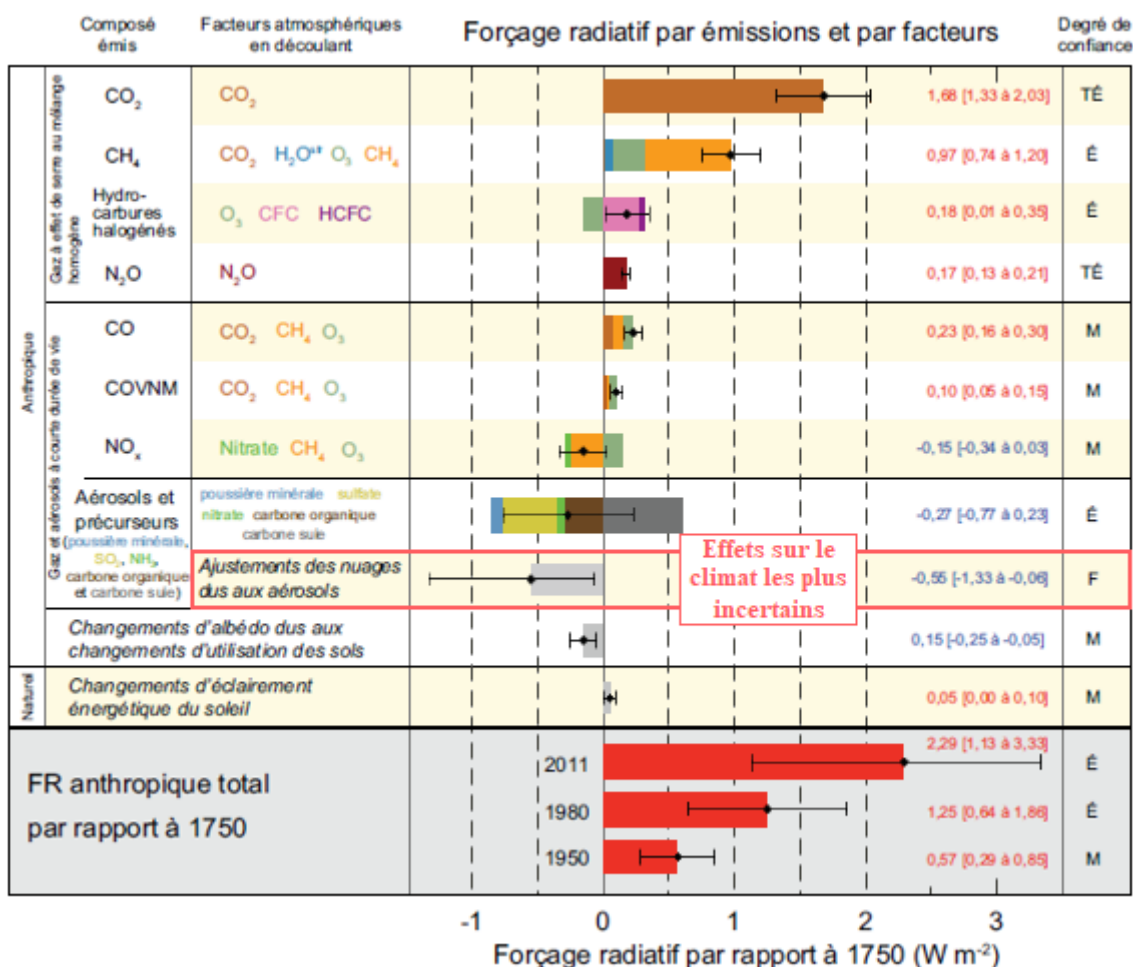 Composé
émis
Facteurs atmosphériques
en découlant
Forçage radiatif par émissions et par facteurs
Degré de
confiance
Anthropique
Gaz à effet de serre au mélange
homogène
CO₂
CO₂
1,68 [1,33 à 2,03]
TÉ
CH₄
CO₂ H₂O O₃ CH₄
0,97 [0,74 à 1,20]
É
Hydro-
carbures
halogénés
O₃ CFC HCFC
0,18 [0,01 à 0,35]
É
N₂O
N₂O
0,17 [0,13 à 0,21]
TÉ
Gaz et aérosols à courte durée de vie
CO
CO₂ CH₄ O₃
0,23 [0,16 à 0,30]
M
COVNM
CO₂ CH₄ O₃
0,10 [0,05 à 0,15]
M
NOₓ
Nitrate CH₄ O₃
-0,15 [-0,34 à 0,03]
M
Aérosols et
précurseurs
(poussière minérale,
SO₂, NH₃,
carbone organique
et carbone suie)
poussière minérale sulfate
nitrate carbone organique
carbone suie
-0,27 [-0,77 à 0,23]
É
Ajustements des nuages
dus aux aérosols
Effets sur le
climat les plus
incertains
-0,55 [-1,33 à -0,06]
F
Changements d'albédo dus aux
changements d'utilisation des sols
0,15 [-0,25 à -0,05]
M
Naturel
Changements d'éclairement
énergétique du soleil
0,05 [0,00 à 0,10]
M
FR anthropique total
par rapport à 1750
2011
2,29 [1,13 à 3,33]
É
1980
1,25 [0,64 à 1,86]
É
1950
0,57 [0,29 à 0,85]
M
-1 0 1 2 3
Forçage radiatif par rapport à 1750 (W m⁻²)